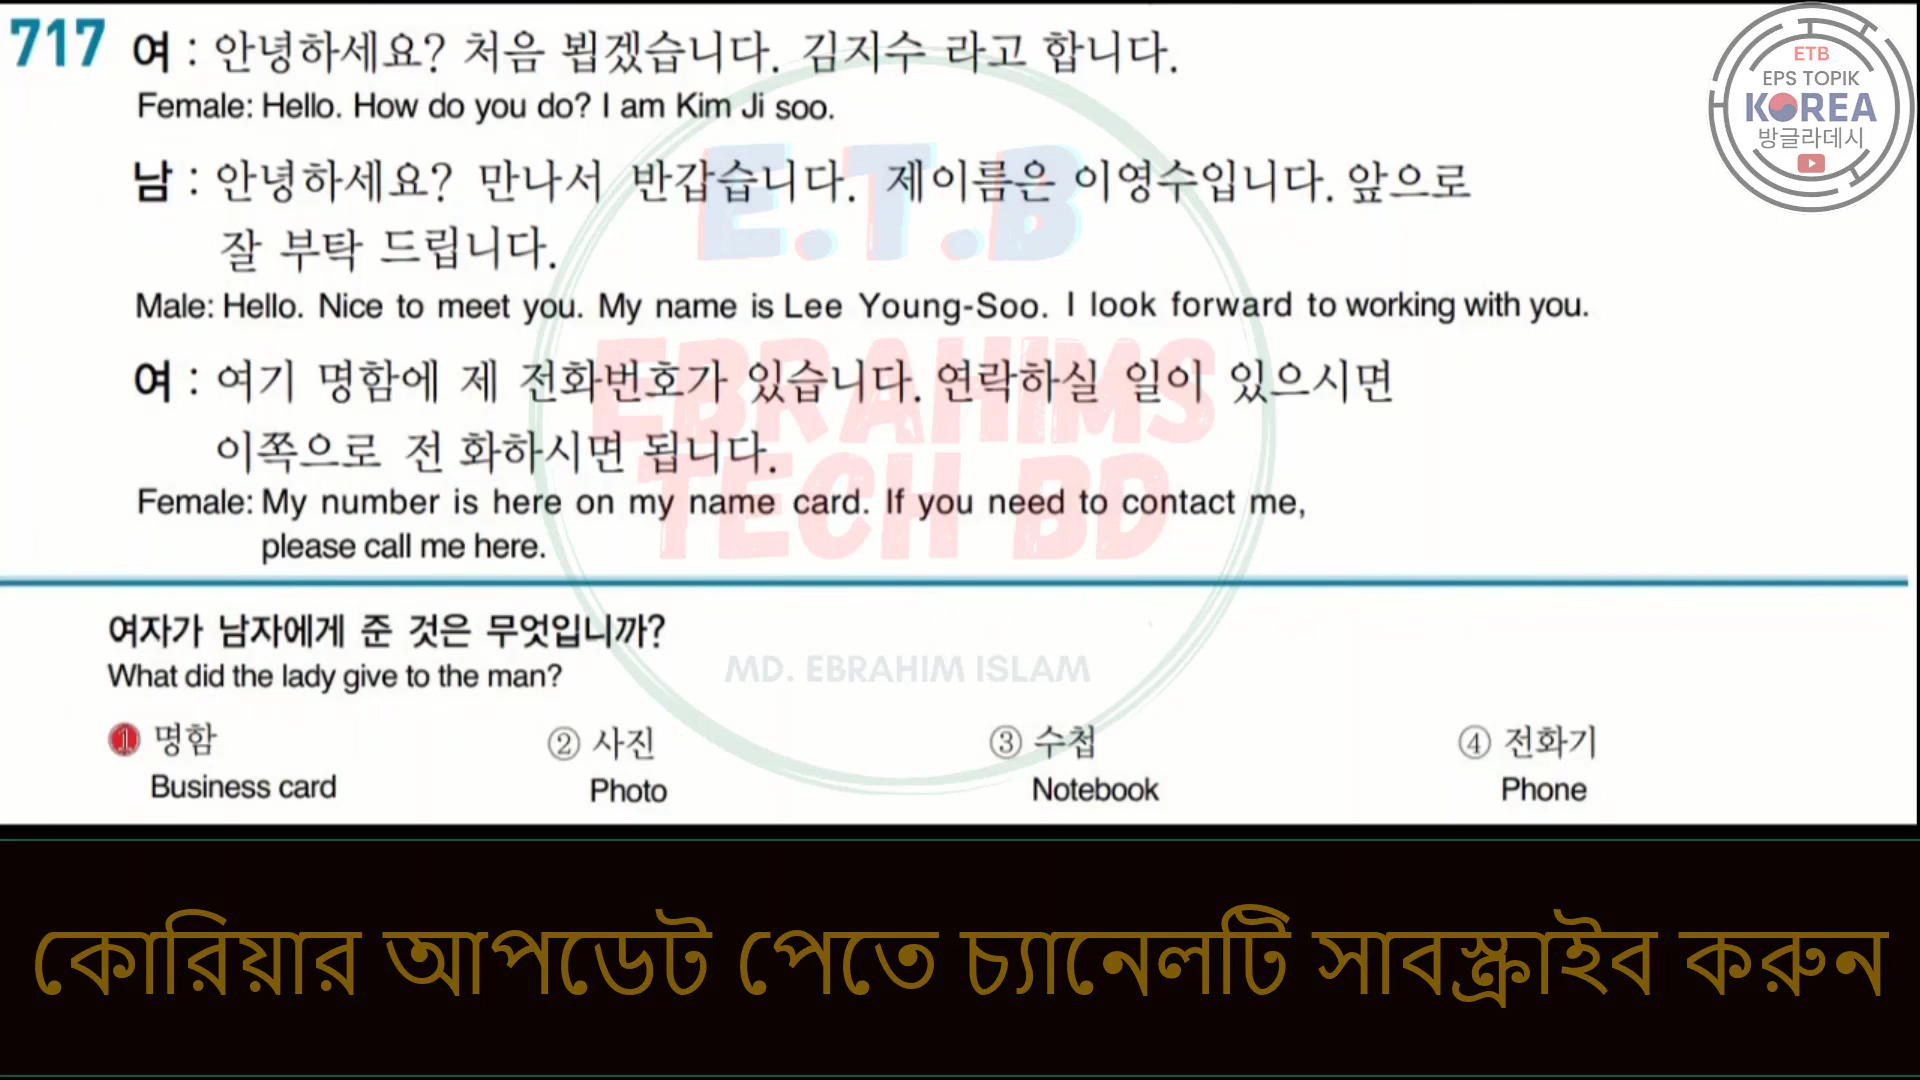 717
여 : 안녕하세요? 처음 뵙겠습니다. 김지수 라고 합니다.
Female: Hello. How do you do? I am Kim Ji soo.
남 : 안녕하세요? 만나서 반갑습니다. 제이름은 이영수입니다. 앞으로
잘 부탁 드립니다.
Male: Hello. Nice to meet you. My name is Lee Young-Soo. I look forward to working with you.
여 : 여기 명함에 제 전화번호가 있습니다. 연락하실 일이 있으시면
이쪽으로 전 화하시면 됩니다.
Female: My number is here on my name card. If you need to contact me,
please call me here.
여자가 남자에게 준 것은 무엇입니까?
What did the lady give to the man?
① 명함 ② 사진 ③ 수첩 ④ 전화기
Business card Photo Notebook Phone
E.T.B
EBRAHIMS
TECH BD
MD. EBRAHIM ISLAM
ETB
EPS TOPIK
KOREA
방글라데시
কোরিয়ার আপডেট পেতে চ্যানেলটি সাবস্ক্রাইব করুন